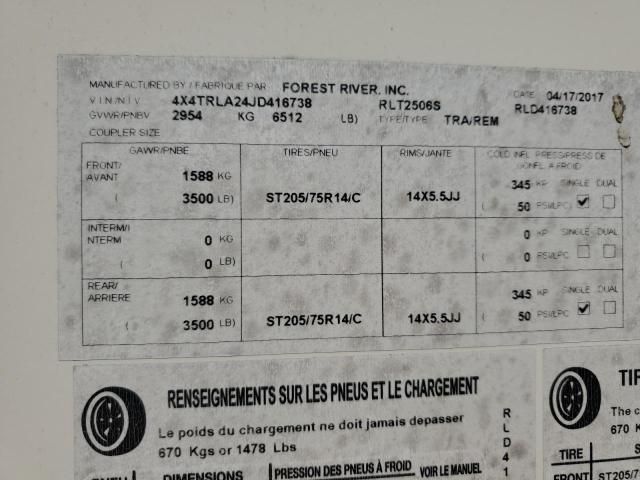 MANUFACTURED BY / FABRIQUE PAR FOREST RIVER, INC. DATE 04/17/2017
V I N / N I V 4X4TRLA24JD416738 RLT2506S RLD416738
GVWR/PNBV 2954 KG 6512 LB) TYPE/TYPE TRA/REM
COUPLER SIZE
GAWR/PNBE TIRES/PNEU RIMS/JANTE COLD INFL. PRESS/PRESS DE GONFL. A FROID
FRONT/ AVANT 1588 KG 345 KP SINGLE DUAL
( 3500 LB) ST205/75R14/C 14X5.5JJ ( 50 PSI/LPC)
INTERM/I NTERM 0 KG 0 KP SINGLE DUAL
( 0 LB) ( 0 PSI/LPC)
REAR/ ARRIERE 1588 KG 345 KP SINGLE DUAL
( 3500 LB) ST205/75R14/C 14X5.5JJ ( 50 PSI/LPC
RENSEIGNEMENTS SUR LES PNEUS ET LE CHARGEMENT
Le poids du chargement ne doit jamais depasser
670 Kgs or 1478 Lbs
DIMENSIONS PRESSION DES PNEUS À FROID VOIR LE MANUEL
RLD41
TIR
The c
670 K
TIRE S
FRONT ST205/7